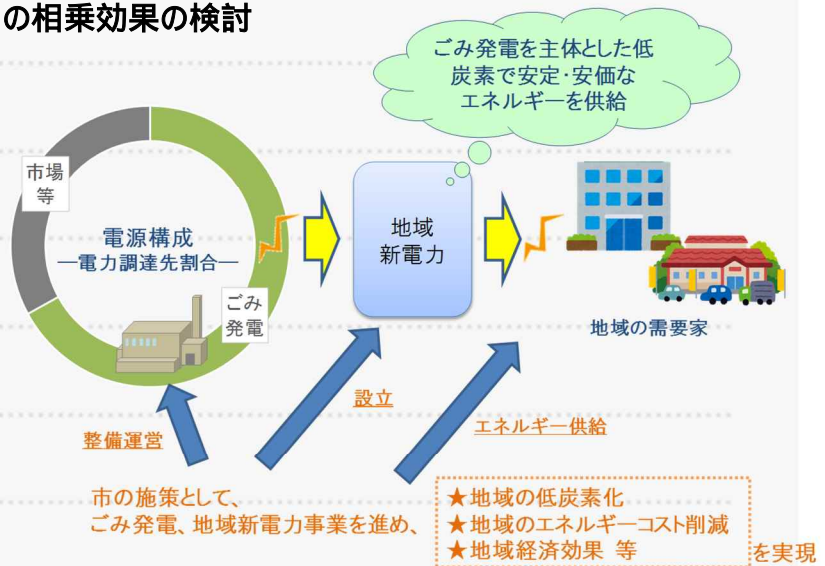 の相乗効果の検討
ごみ発電を主体とした低
炭素で安定・安価な
エネルギーを供給
市場
等
電源構成
―電力調達先割合―
ごみ
発電
地域
新電力
地域の需要家
整備運営
設立
エネルギー供給
市の施策として、
ごみ発電、地域新電力事業を進め、
★地域の低炭素化
★地域のエネルギーコスト削減
★地域経済効果 等
を実現